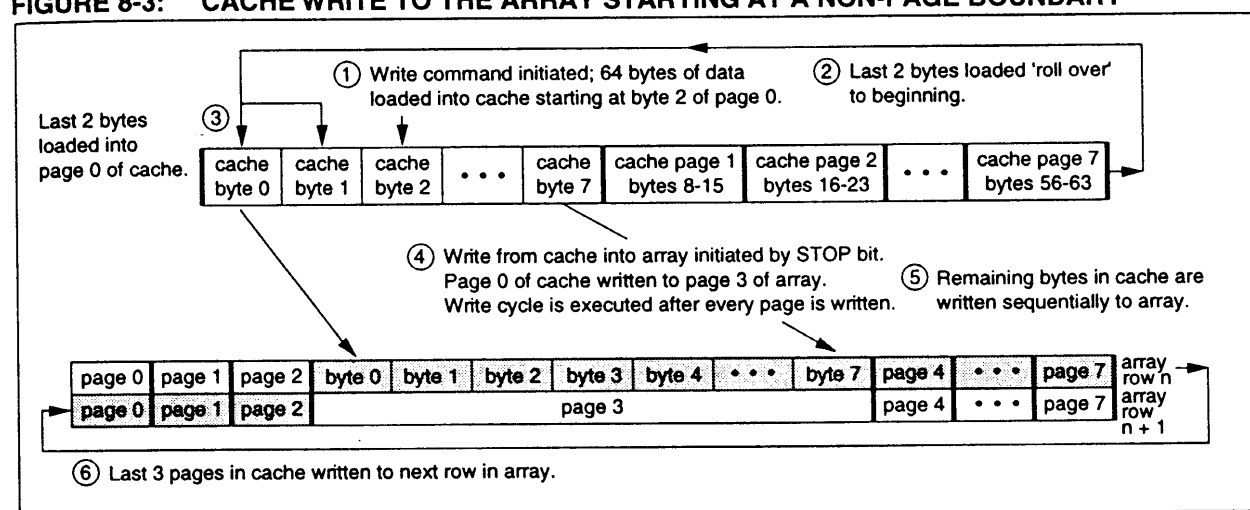 FIGURE 8-3: CACHE WRITE TO THE ARRAY STARTING AT A NON-PAGE BOUNDARY
① Write command initiated; 64 bytes of data
loaded into cache starting at byte 2 of page 0.
② Last 2 bytes loaded 'roll over'
to beginning.
Last 2 bytes
loaded into
page 0 of cache.
③
cache
byte 0
cache
byte 1
cache
byte 2
• • •
cache
byte 7
cache page 1
bytes 8-15
cache page 2
bytes 16-23
• • •
cache page 7
bytes 56-63
④ Write from cache into array initiated by STOP bit.
Page 0 of cache written to page 3 of array.
Write cycle is executed after every page is written.
⑤ Remaining bytes in cache are
written sequentially to array.
page 0 page 1 page 2 byte 0 byte 1 byte 2 byte 3 byte 4 • • • byte 7 page 4 • • • page 7
array
row n
page 0 page 1 page 2 page 3 page 4 • • • page 7
array
row
n + 1
⑥ Last 3 pages in cache written to next row in array.